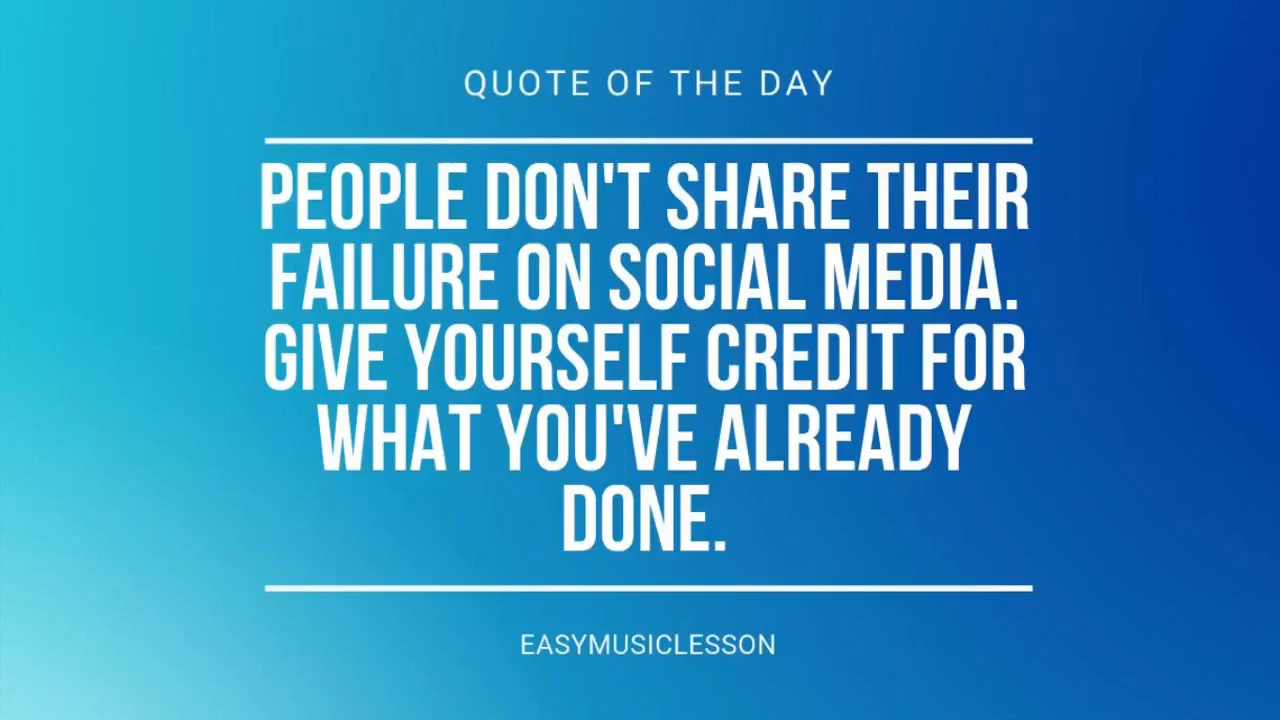 QUOTE OF THE DAY
PEOPLE DON'T SHARE THEIR
FAILURE ON SOCIAL MEDIA.
GIVE YOURSELF CREDIT FOR
WHAT YOU'VE ALREADY
DONE.
EASYMUSICLESSON